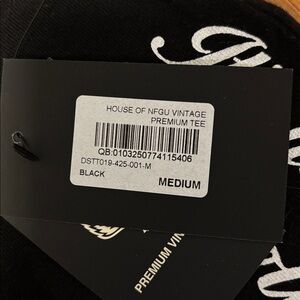 HOUSE OF NFGU VINTAGE
PREMIUM TEE
QB:0103250774115406
DSTT019-425-001-M
BLACK
MEDIUM
PREMIUM VIN